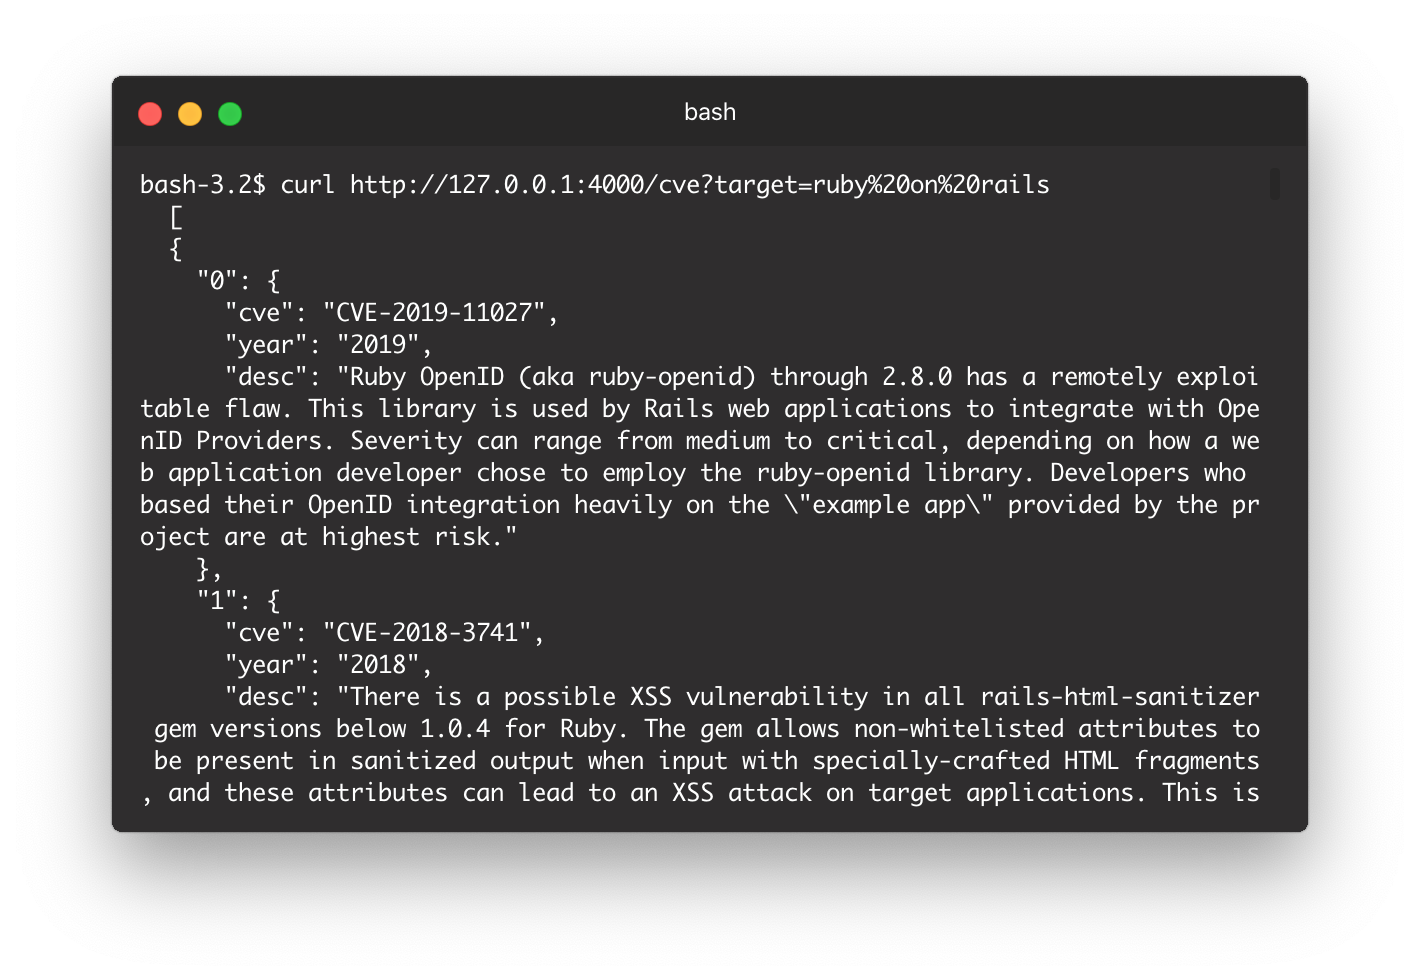 bash
bash-3.2$ curl http://127.0.0.1:4000/cve?target=ruby%20on%20rails
  [
  {
    "0": {
      "cve": "CVE-2019-11027",
      "year": "2019",
      "desc": "Ruby OpenID (aka ruby-openid) through 2.8.0 has a remotely exploi
table flaw. This library is used by Rails web applications to integrate with Ope
nID Providers. Severity can range from medium to critical, depending on how a we
b application developer chose to employ the ruby-openid library. Developers who
based their OpenID integration heavily on the \"example app\" provided by the pr
oject are at highest risk."
    },
    "1": {
      "cve": "CVE-2018-3741",
      "year": "2018",
      "desc": "There is a possible XSS vulnerability in all rails-html-sanitizer
 gem versions below 1.0.4 for Ruby. The gem allows non-whitelisted attributes to
 be present in sanitized output when input with specially-crafted HTML fragments
, and these attributes can lead to an XSS attack on target applications. This is